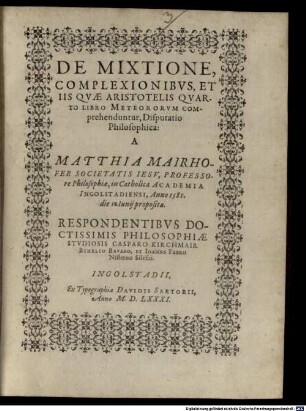 DE MIXTIONE,
COMPLEXIONIBVS, ET
IIS QVÆ ARISTOTELIS QVAR-
TO LIBRO METEORORVM COM-
prehenduntur, Disputatio
Philosophica:
A
MATTHIA MAIRHO-
FER SOCIETATIS IESV, PROFESSO-
re Philosophiæ, in Catholica ACADEMIA
INGOLSTADIENSI, Anno 1581.
die Iunij proposita.
RESPONDENTIBVS DO-
CTISSIMIS PHILOSOPHIÆ
STVDIOSIS CASPARO KIRCHMAIR
BAVARO, ET Ioanne
Silesio.
INGOLSTADII,
Ex Typographia DAVIDIS SARTORII,
Anno M. D. LXXXI.